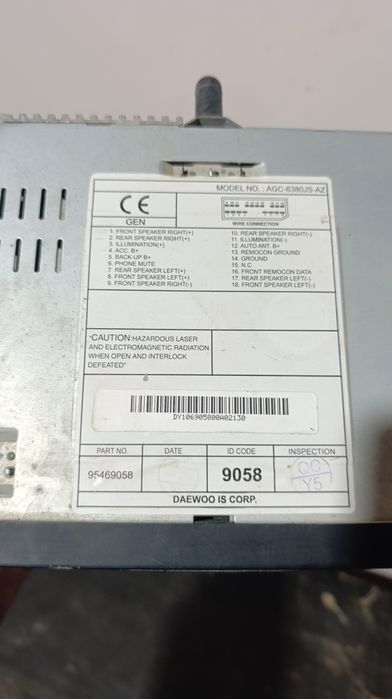 MODEL NO. : AGC-6380JS-AZ
CE
GEN
WIRE CONNECTION
1. FRONT SPEAKER RIGHT(+)
2. REAR SPEAKER RIGHT(+)
3. ILLUMINATION(+)
4. ACC. B+
5. BACK-UP B+
6. PHONE MUTE
7. REAR SPEAKER LEFT(+)
8. FRONT SPEAKER LEFT(+)
9. FRONT SPEAKER RIGHT(-)
10. REAR SPEAKER RIGHT(-)
11. ILLUMINATION(-)
12. AUTO ANT. B+
13. REMOCON GROUND
14. GROUND
15. N.C
16. FRONT REMOCON DATA
17. REAR SPEAKER LEFT(-)
18. FRONT SPEAKER LEFT(-)
"CAUTION:HAZARDOUS LASER
AND ELECTROMAGNETIC RADIATION
WHEN OPEN AND INTERLOCK
DEFEATED"
DY106905800A02130
PART NO. DATE ID CODE INSPECTION
95469058 9058 QC
Y5
DAEWOO IS CORP.